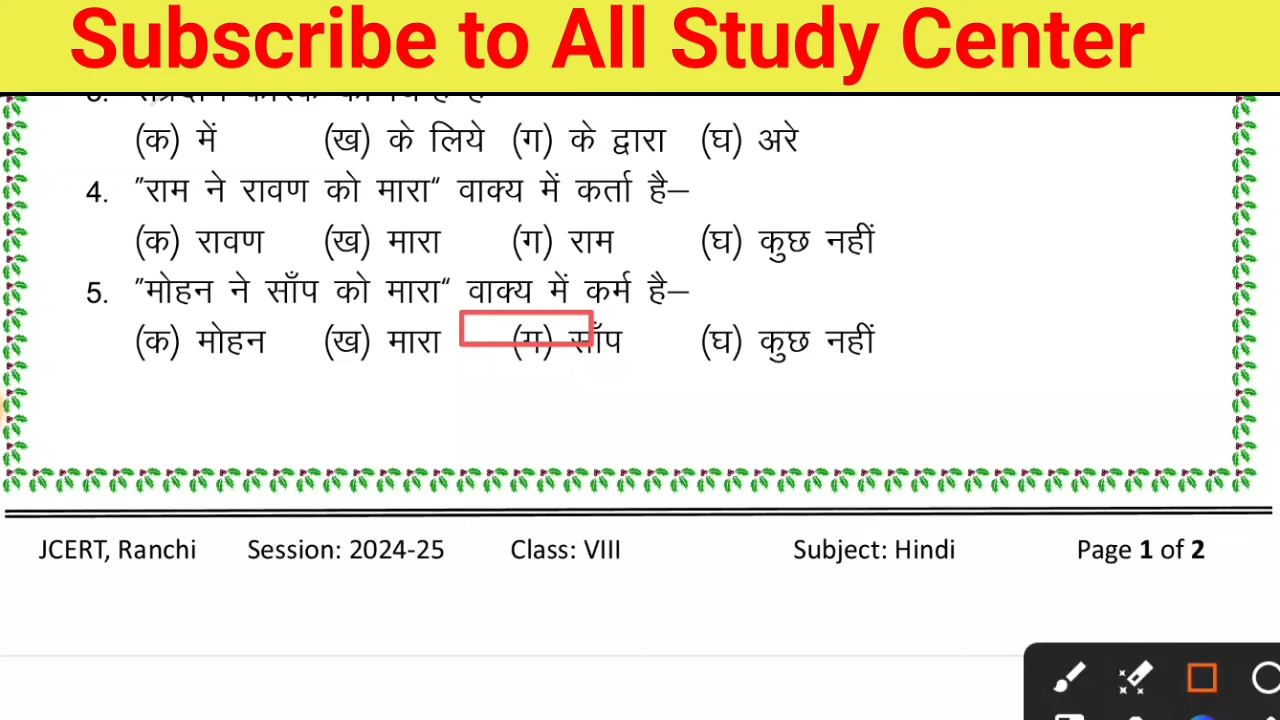 Subscribe to All Study Center
(क) में (ख) के लिये (ग) के द्वारा (घ) अरे
4. "राम ने रावण को मारा" वाक्य में कर्ता है–
(क) रावण (ख) मारा (ग) राम (घ) कुछ नहीं
5. "मोहन ने साँप को मारा" वाक्य में कर्म है–
(क) मोहन (ख) मारा (ग) साँप (घ) कुछ नहीं
JCERT, Ranchi Session: 2024-25 Class: VIII Subject: Hindi Page 1 of 2